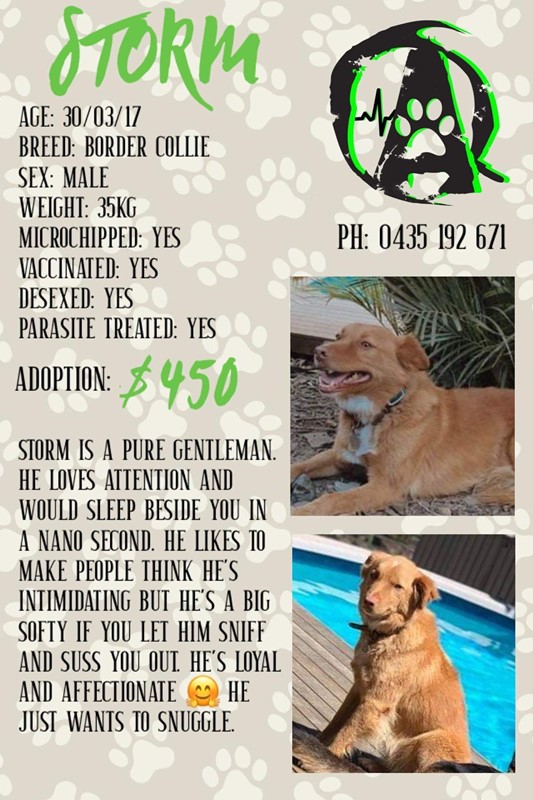 STORM
AGE: 30/03/17
BREED: BORDER COLLIE
SEX: MALE
WEIGHT: 35KG
MICROCHIPPED: YES
VACCINATED: YES
DESEXED: YES
PARASITE TREATED: YES
ADOPTION: $450
STORM IS A PURE GENTLEMAN.
HE LOVES ATTENTION AND
WOULD SLEEP BESIDE YOU IN
A NANO SECOND. HE LIKES TO
MAKE PEOPLE THINK HE'S
INTIMIDATING BUT HE'S A BIG
SOFTY IF YOU LET HIM SNIFF
AND SUSS YOU OUT. HE'S LOYAL
AND AFFECTIONATE 🤗 HE
JUST WANTS TO SNUGGLE.
PH: 0435 192 671